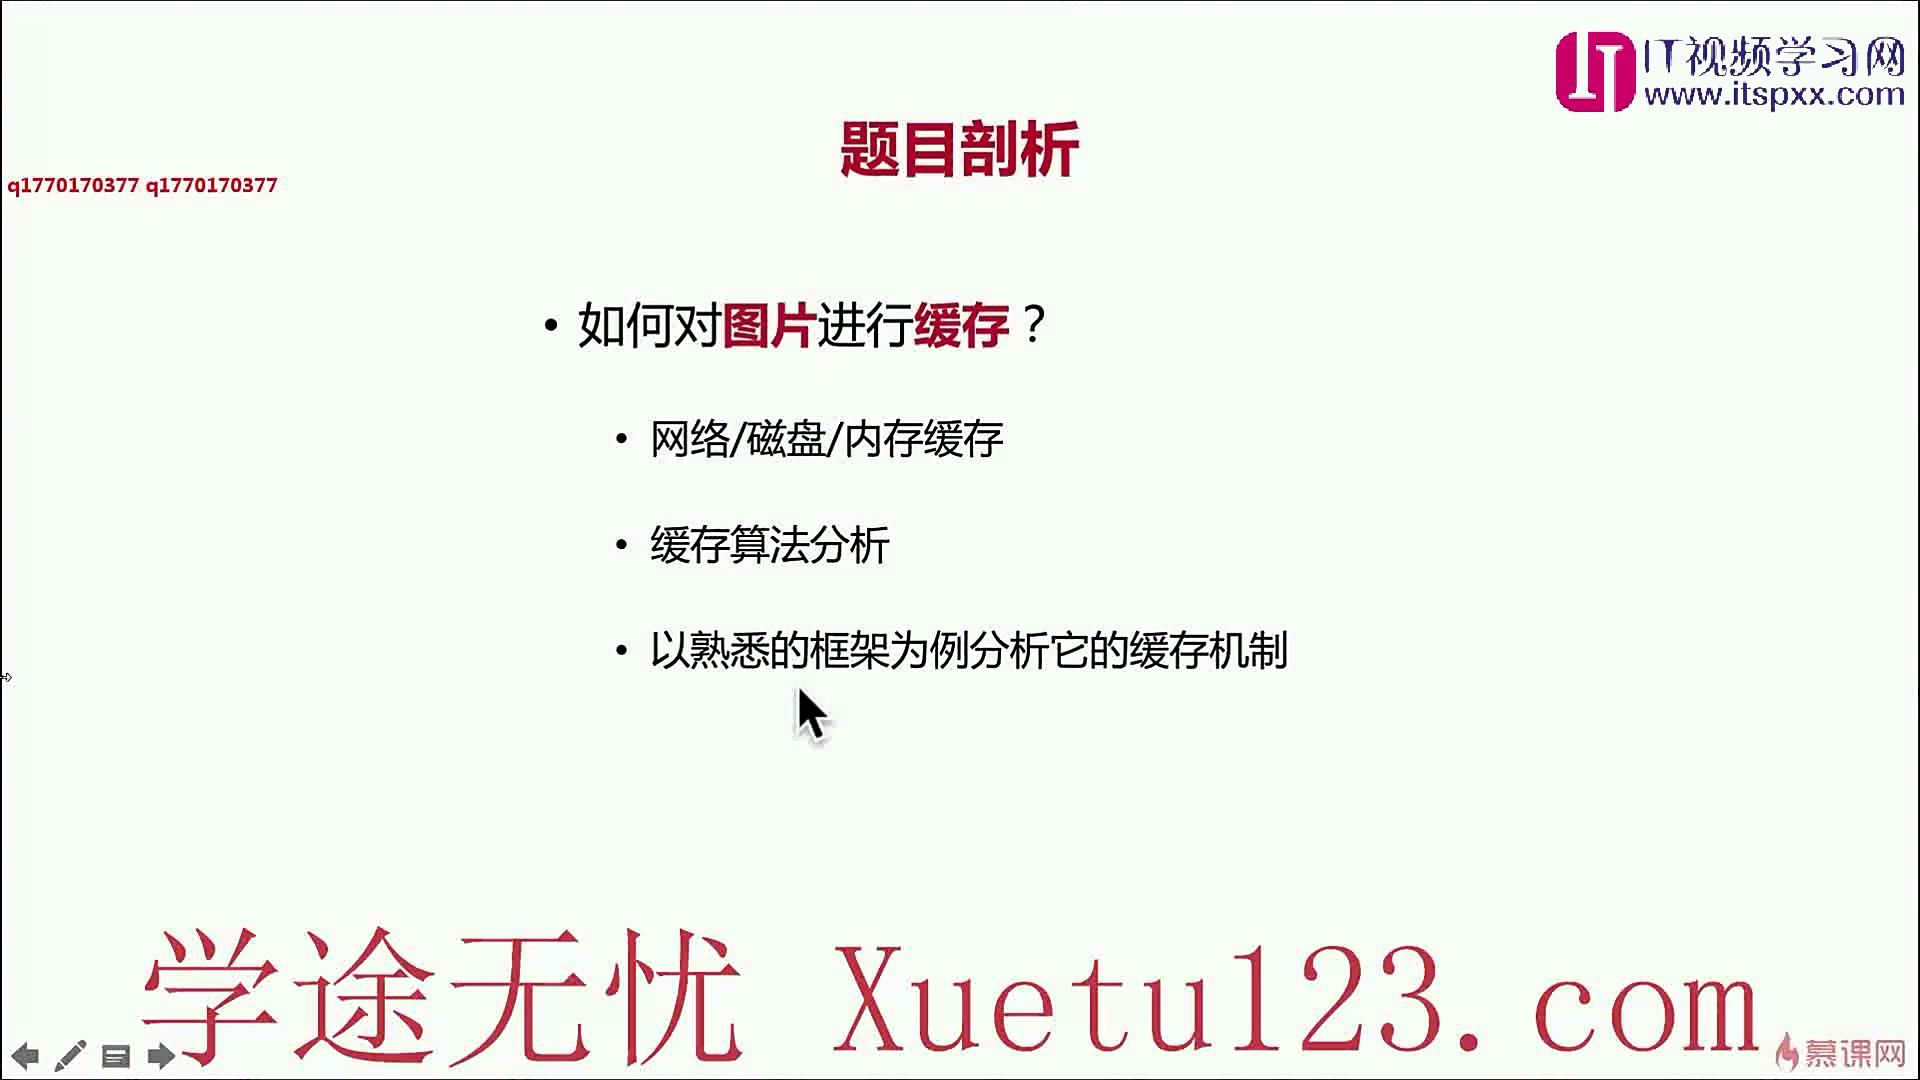 IT视频学习网
www.itspxx.com
题目剖析
q1770170377 q1770170377
• 如何对图片进行缓存？
• 网络/磁盘/内存缓存
• 缓存算法分析
• 以熟悉的框架为例分析它的缓存机制
学途无忧 Xuetu123.com
慕课网